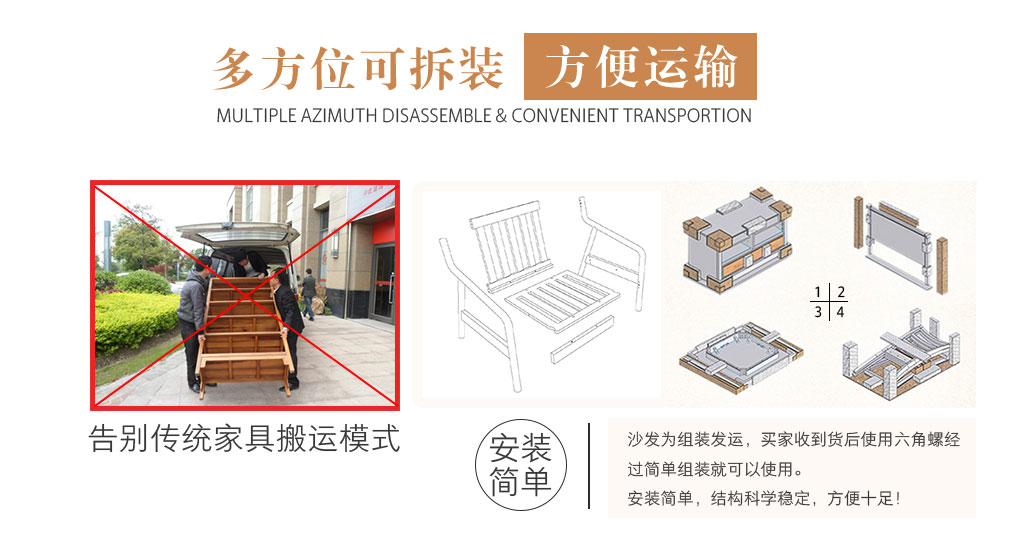 多方位可拆装 方便运输
MULTIPLE AZIMUTH DISASSEMBLE & CONVENIENT TRANSPORTION
1 2
3 4
告别传统家具搬运模式
安装
简单
沙发为组装发运，买家收到货后使用六角螺经
过简单组装就可以使用。
安装简单，结构科学稳定，方便十足！